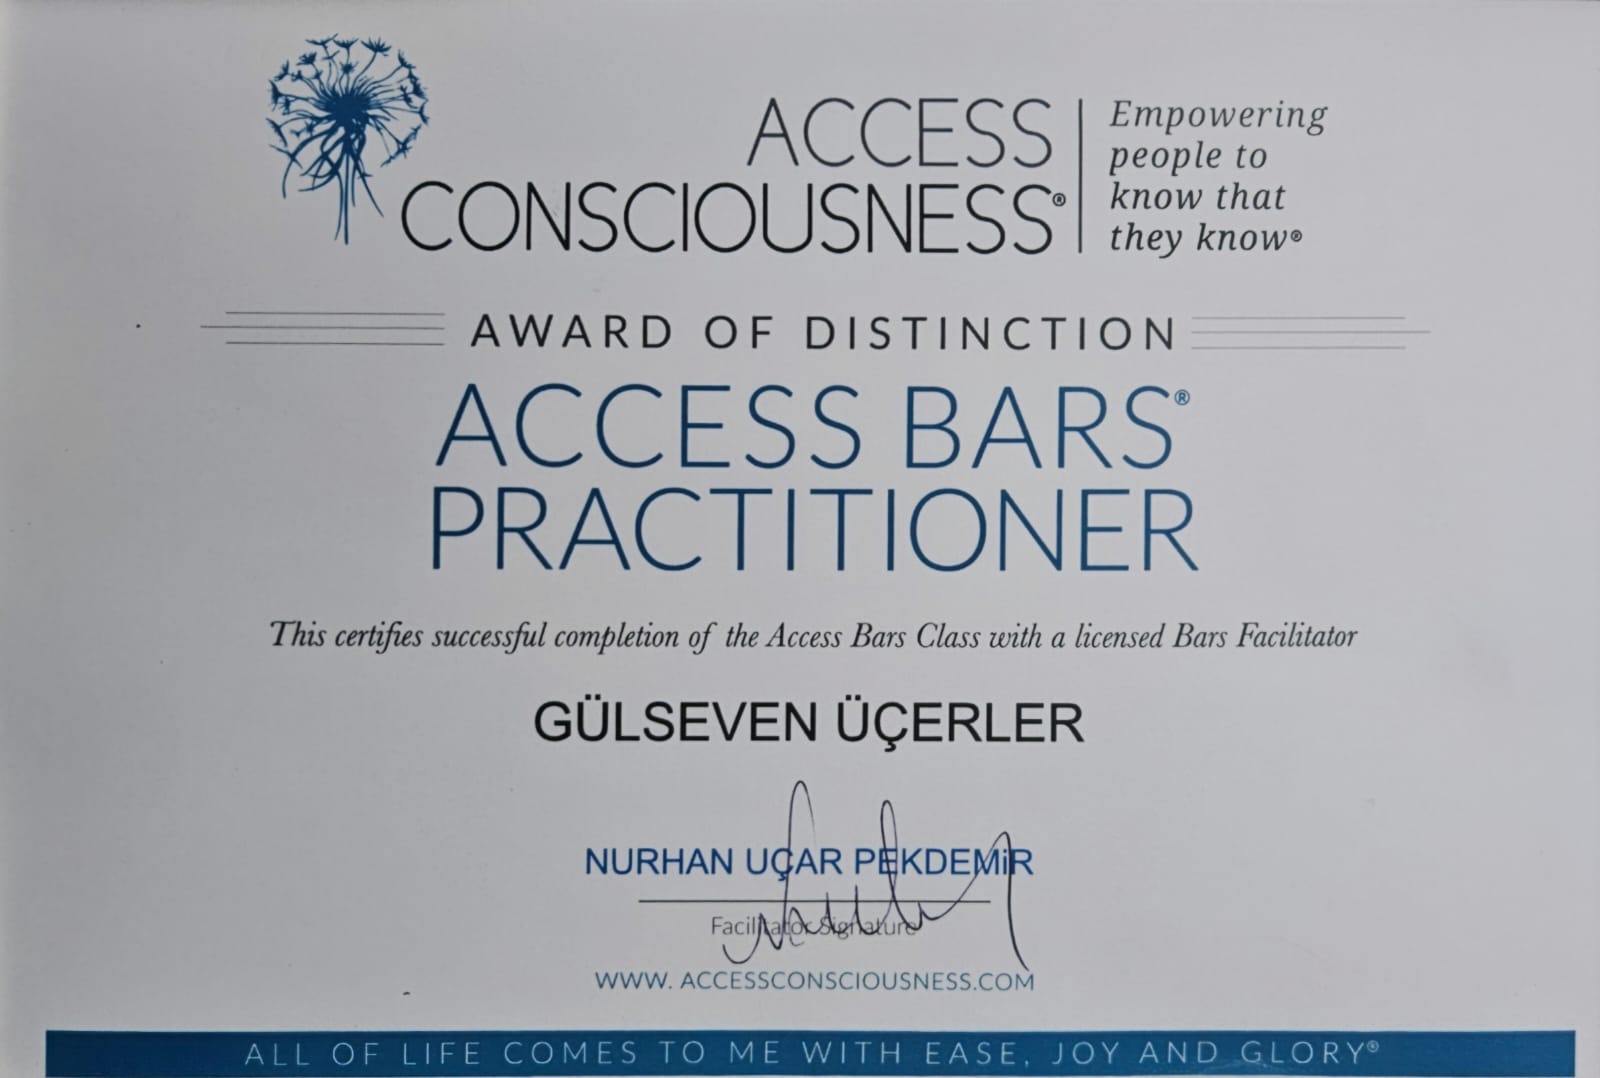 ACCESS
CONSCIOUSNESS®
Empowering
people to
know that
they know®
AWARD OF DISTINCTION
ACCESS BARS®
PRACTITIONER
This certifies successful completion of the Access Bars Class with a licensed Bars Facilitator
GÜLSEVEN ÜÇERLER
NURHAN UÇAR PEKDEMiR
Facilitator Signature
WWW. ACCESSCONSCIOUSNESS.COM
ALL OF LIFE COMES TO ME WITH EASE, JOY AND GLORY®